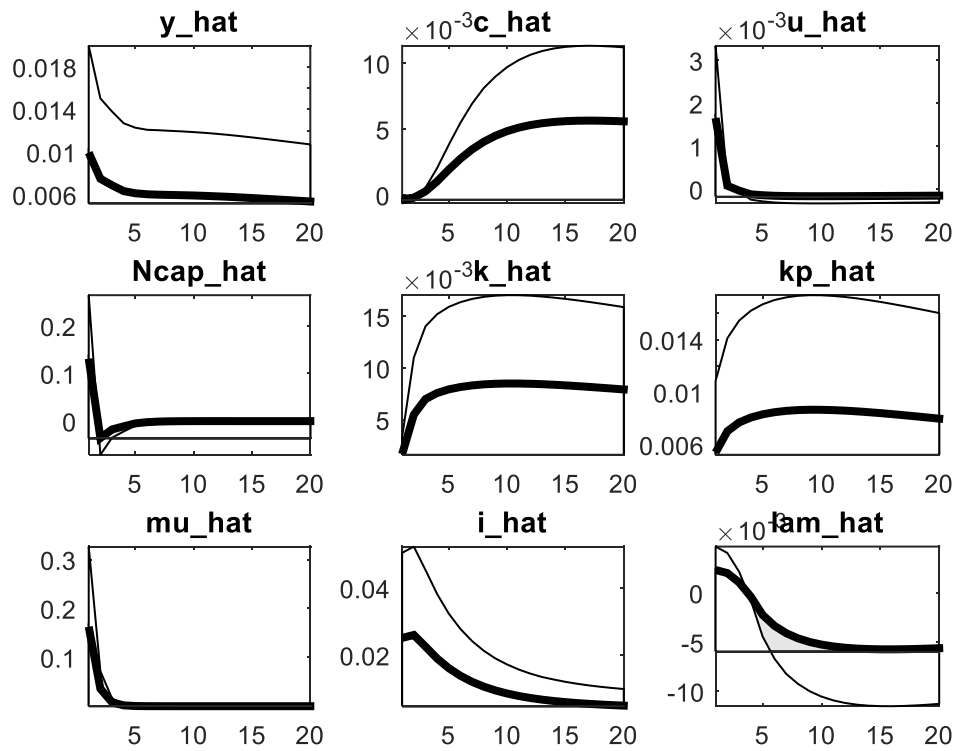 y_hat
0.018
0.014
0.01
0.006
5 10 15 20
×10⁻³ c_hat
10
5
0
5 10 15 20
×10⁻³ u_hat
3
2
1
0
5 10 15 20
Ncap_hat
0.2
0.1
0
5 10 15 20
×10⁻³ k_hat
15
10
5
5 10 15 20
kp_hat
0.014
0.01
0.006
5 10 15 20
mu_hat
0.3
0.2
0.1
5 10 15 20
i_hat
0.04
0.02
5 10 15 20
×10⁻³ lam_hat
0
-5
-10
5 10 15 20